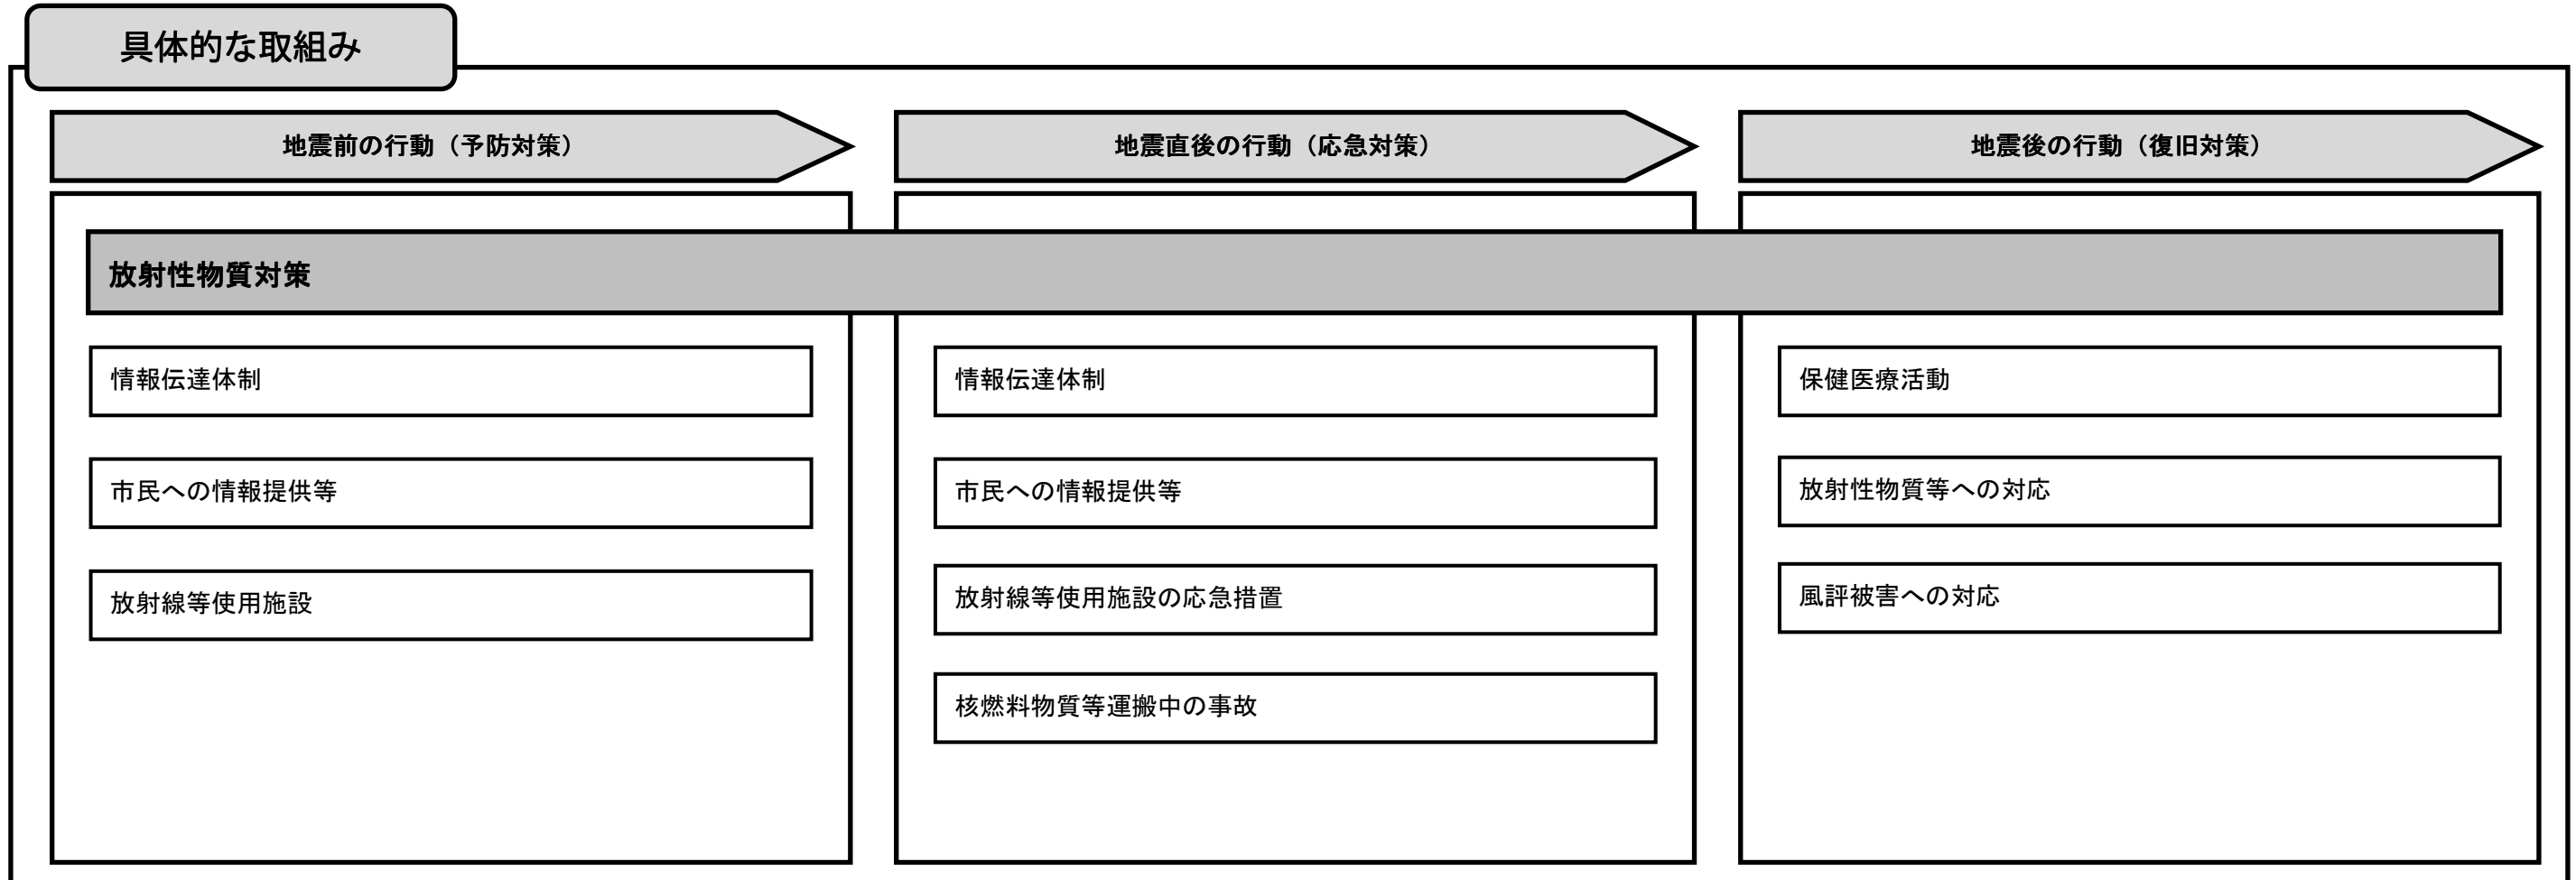 具体的な取組み
地震前の行動（予防対策）
地震直後の行動（応急対策）
地震後の行動（復旧対策）
放射性物質対策
情報伝達体制
市民への情報提供等
放射線等使用施設
情報伝達体制
市民への情報提供等
放射線等使用施設の応急措置
核燃料物質等運搬中の事故
保健医療活動
放射性物質等への対応
風評被害への対応